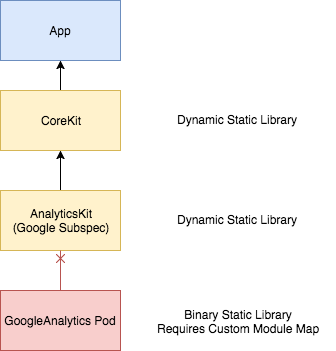 App
CoreKit
Dynamic Static Library
AnalyticsKit
(Google Subspec)
Dynamic Static Library
GoogleAnalytics Pod
Binary Static Library
Requires Custom Module Map